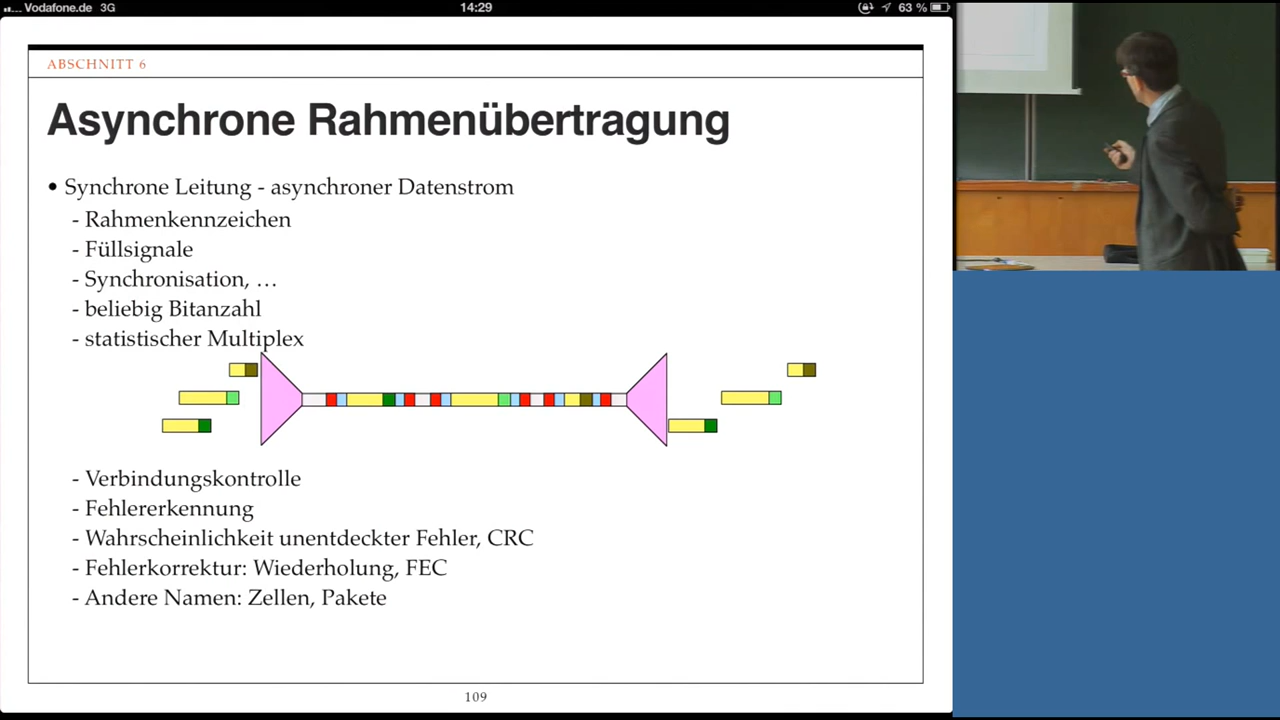 Vodafone.de 3G 14:29 63 %
ABSCHNITT 6
Asynchrone Rahmenübertragung
• Synchrone Leitung - asynchroner Datenstrom
- Rahmenkennzeichen
- Füllsignale
- Synchronisation, …
- beliebig Bitanzahl
- statistischer Multiplex
- Verbindungskontrolle
- Fehlererkennung
- Wahrscheinlichkeit unentdeckter Fehler, CRC
- Fehlerkorrektur: Wiederholung, FEC
- Andere Namen: Zellen, Pakete
109